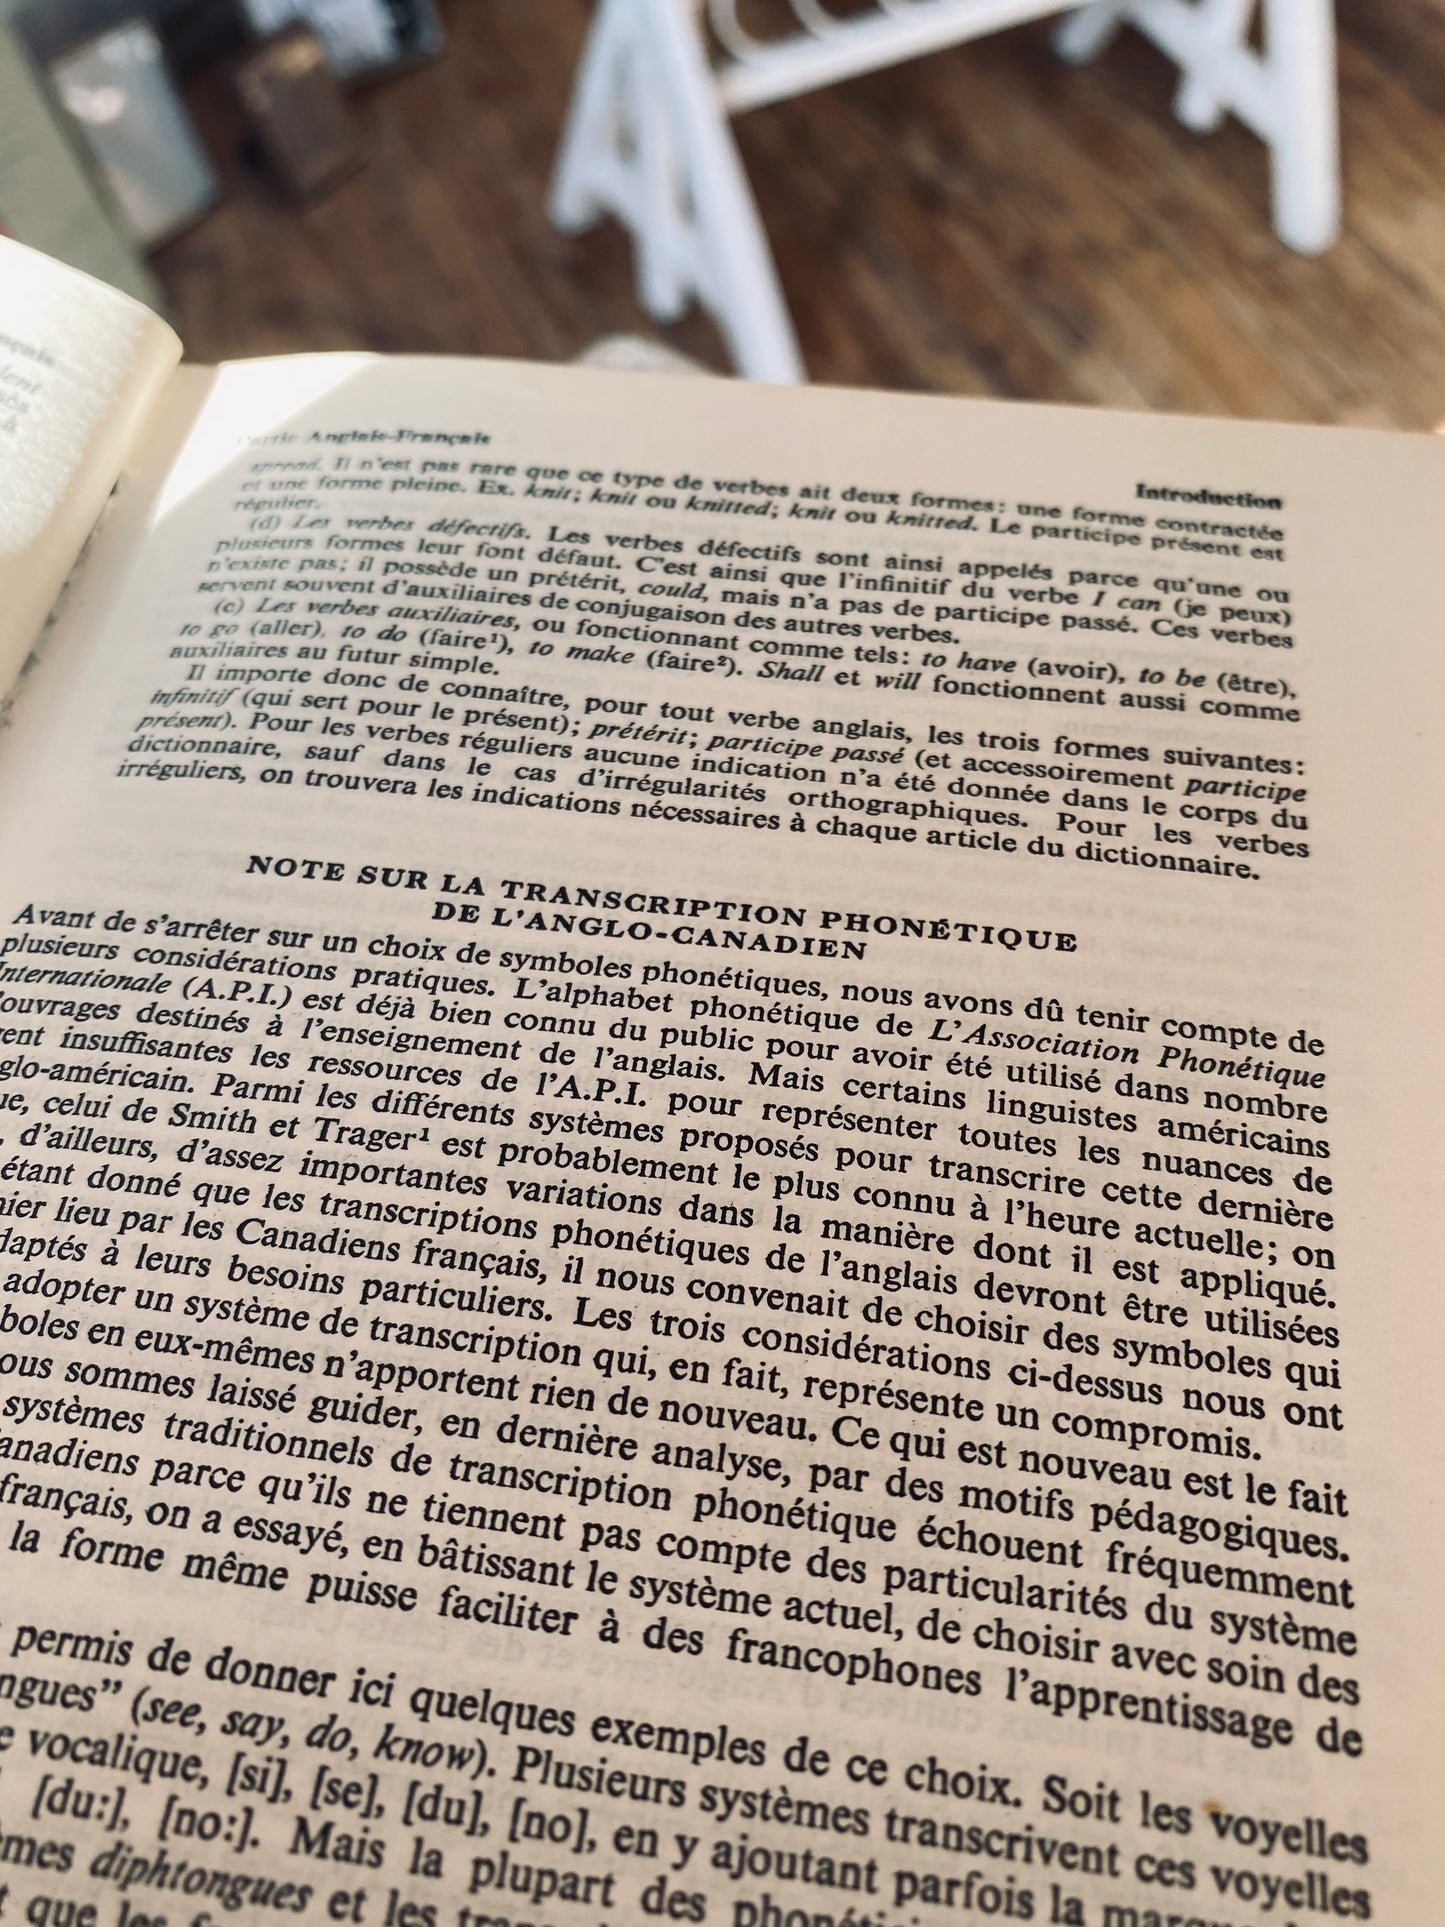 Partie Anglais-Français
Introduction
spread. Il n'est pas rare que ce type de verbes ait deux formes: une forme contractée
et une forme pleine. Ex. knit; knit ou knitted; knit ou knitted. Le participe présent est
régulier.
(d) Les verbes défectifs. Les verbes défectifs sont ainsi appelés parce qu'une ou
plusieurs formes leur font défaut. C'est ainsi que l'infinitif du verbe I can (je peux)
n'existe pas; il possède un prétérit, could, mais n'a pas de participe passé. Ces verbes
servent souvent d'auxiliaires de conjugaison des autres verbes.
Les verbes auxiliaires, ou fonctionnant comme tels: to have (avoir), to be (être),
to go (aller), to do (faire¹), to make (faire²). Shall et will fonctionnent aussi comme
auxiliaires au futur simple.
Il importe donc de connaître, pour tout verbe anglais, les trois formes suivantes:
infinitif (qui sert pour le présent); prétérit; participe passé (et accessoirement participe
présent). Pour les verbes réguliers aucune indication n'a été donnée dans le corps du
dictionnaire, sauf dans le cas d'irrégularités orthographiques. Pour les verbes
irréguliers, on trouvera les indications nécessaires à chaque article du dictionnaire.
NOTE SUR LA TRANSCRIPTION PHONÉTIQUE
DE L'ANGLO-CANADIEN
Avant de s'arrêter sur un choix de symboles phonétiques, nous avons dû tenir compte de
plusieurs considérations pratiques. L'alphabet phonétique de L'Association Phonétique
Internationale (A.P.I.) est déjà bien connu du public pour avoir été utilisé dans nombre
d'ouvrages destinés à l'enseignement de l'anglais. Mais certains linguistes américains
insuffisantes les ressources de l'A.P.I. pour représenter toutes les nuances de
glo-américain. Parmi les différents systèmes proposés pour transcrire cette dernière
ue, celui de Smith et Trager¹ est probablement le plus connu à l'heure actuelle; on
, d'ailleurs, d'assez importantes variations dans la manière dont il est appliqué.
étant donné que les transcriptions phonétiques de l'anglais devront être utilisées
nier lieu par les Canadiens français, il nous convenait de choisir des symboles qui
daptés à leurs besoins particuliers. Les trois considérations ci-dessus nous ont
adopter un système de transcription qui, en fait, représente un compromis.
boles en eux-mêmes n'apportent rien de nouveau. Ce qui est nouveau est le fait
ous sommes laissé guider, en dernière analyse, par des motifs pédagogiques.
systèmes traditionnels de transcription phonétique échouent fréquemment
anadiens parce qu'ils ne tiennent pas compte des particularités du système
français, on a essayé, en bâtissant le système actuel, de choisir avec soin des
la forme même puisse faciliter à des francophones l'apprentissage de
permis de donner ici quelques exemples de ce choix. Soit les voyelles
ngues" (see, say, do, know). Plusieurs systèmes transcrivent ces voyelles
e vocalique, [si], [se], [du], [no], en y ajoutant parfois la
[du:], [no:]. Mais la plupart des
mes diphtongues et les
que les